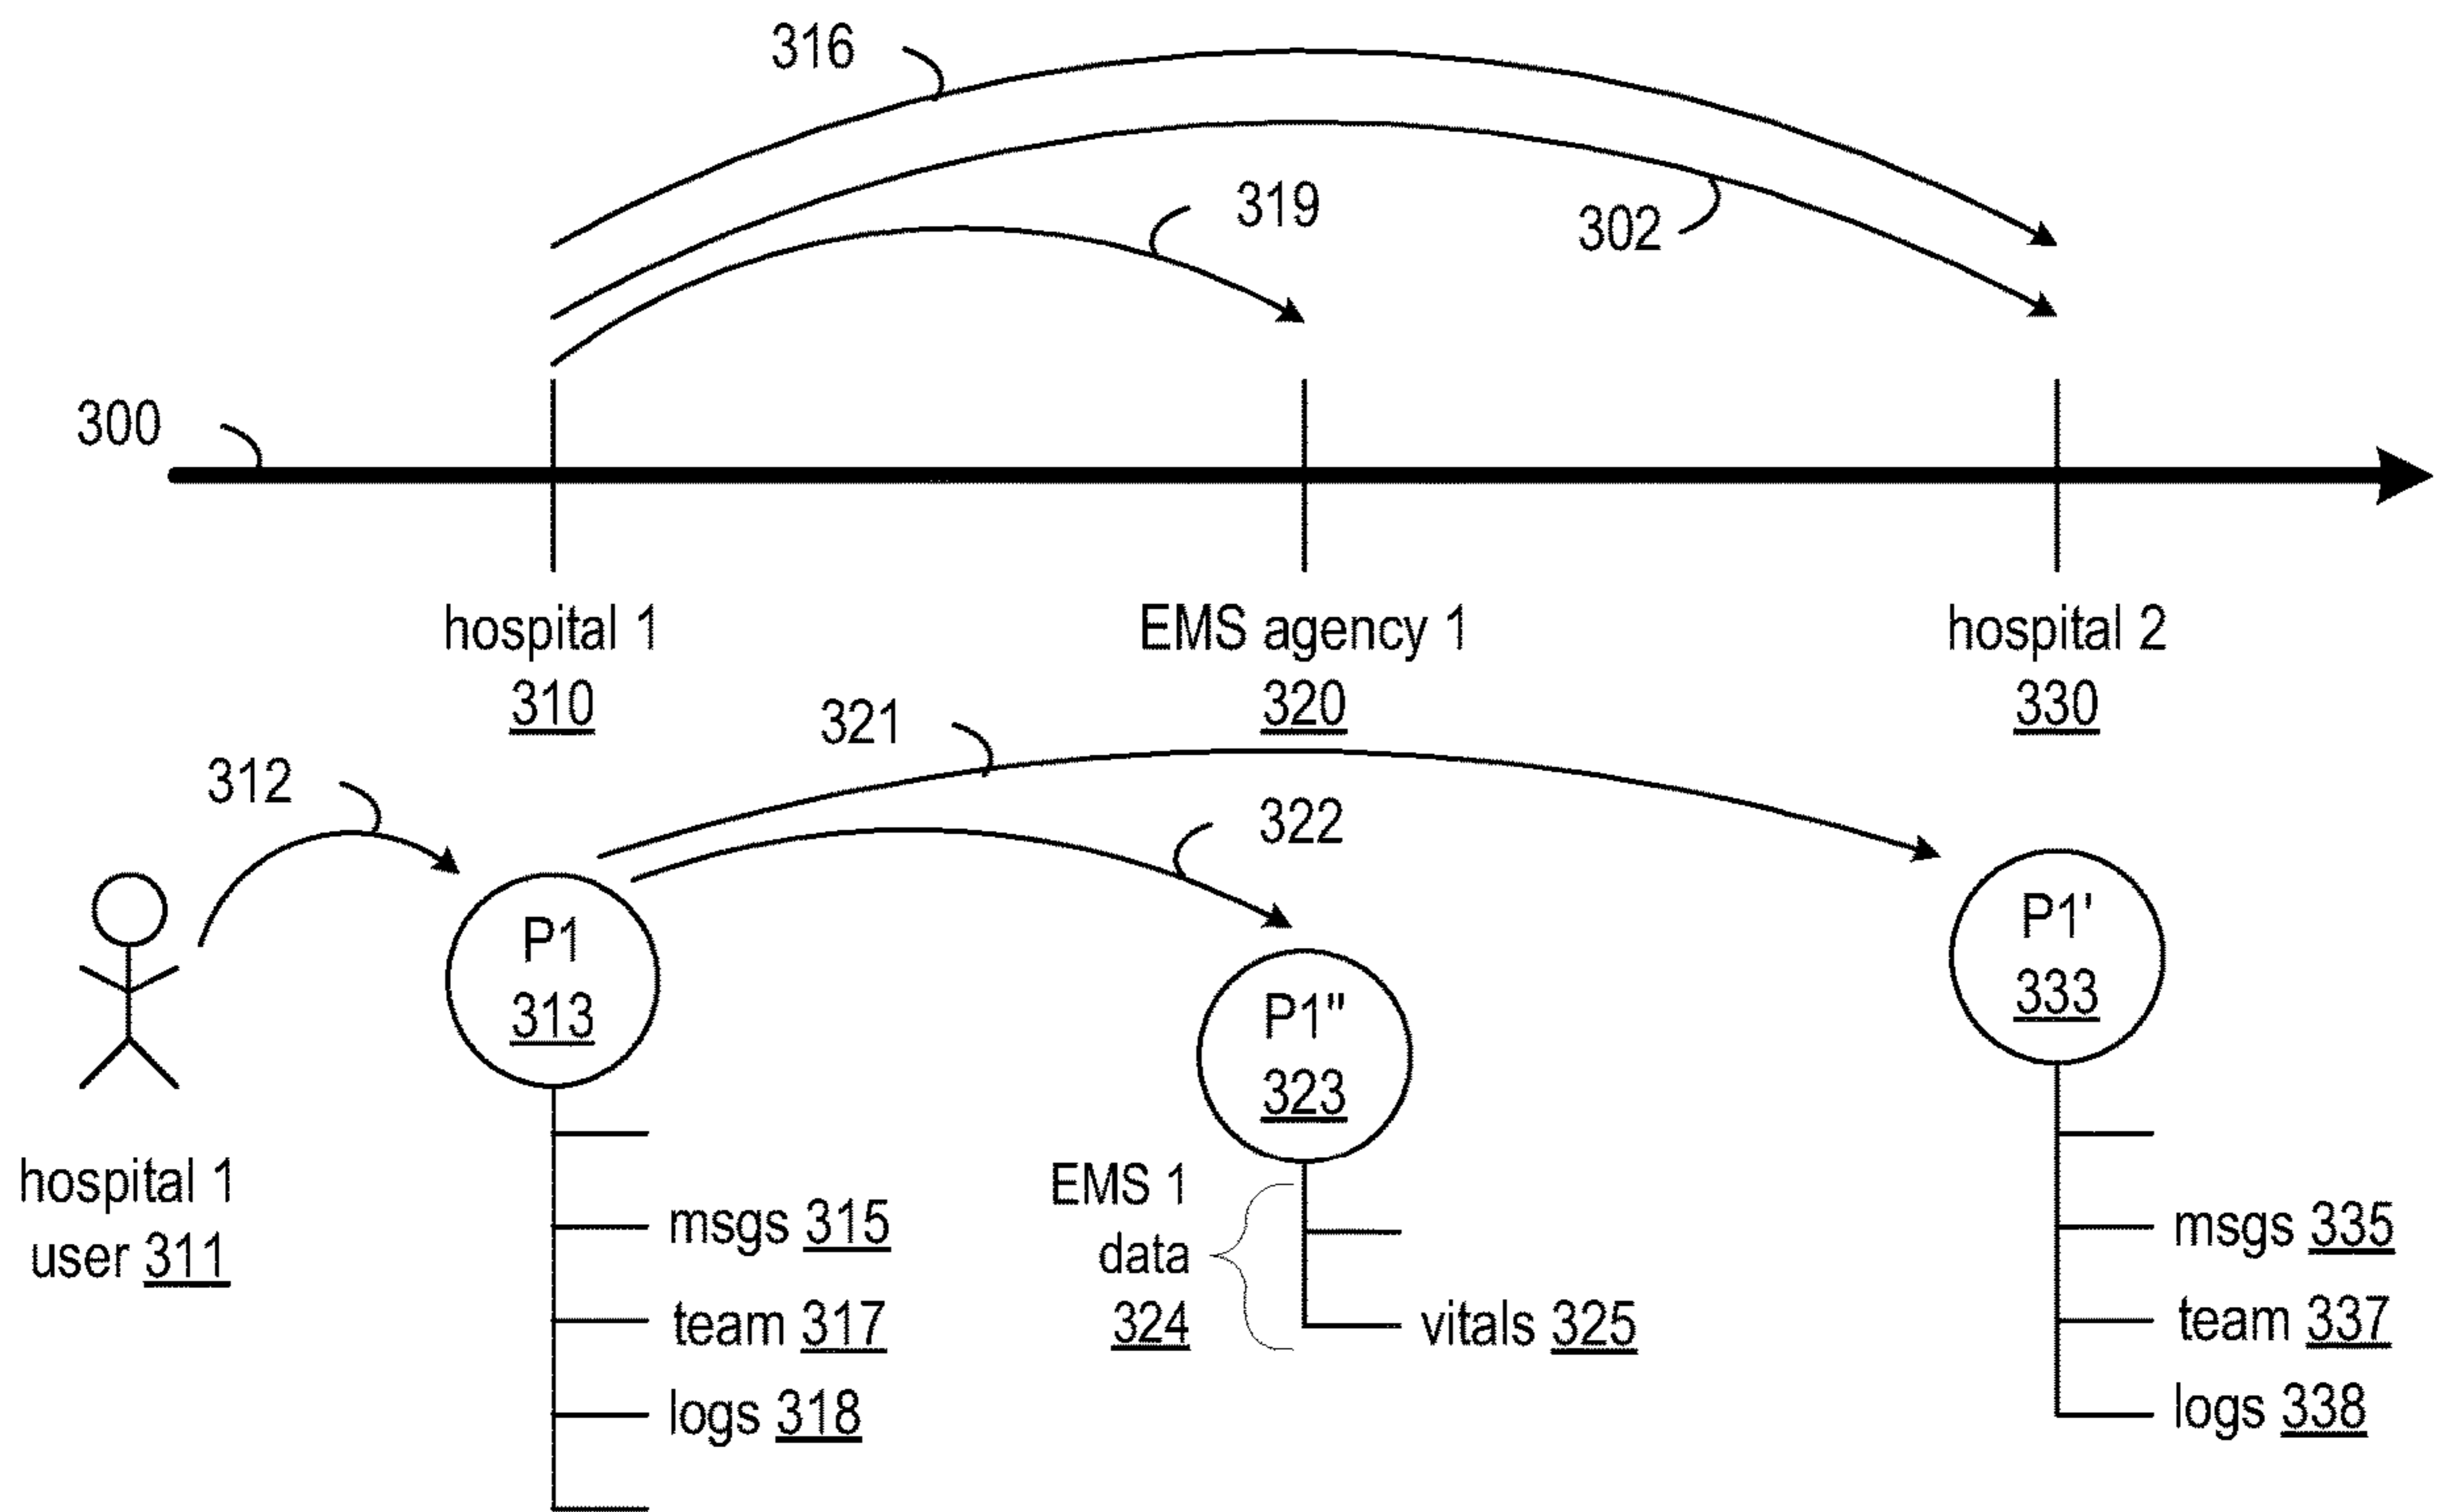 316
319
302
300
hospital 1
310
EMS agency 1
320
hospital 2
330
321
312
322
P1
313
P1"
323
P1'
333
hospital 1
user 311
msgs 315
team 317
logs 318
EMS 1
data
324
vitals 325
msgs 335
team 337
logs 338